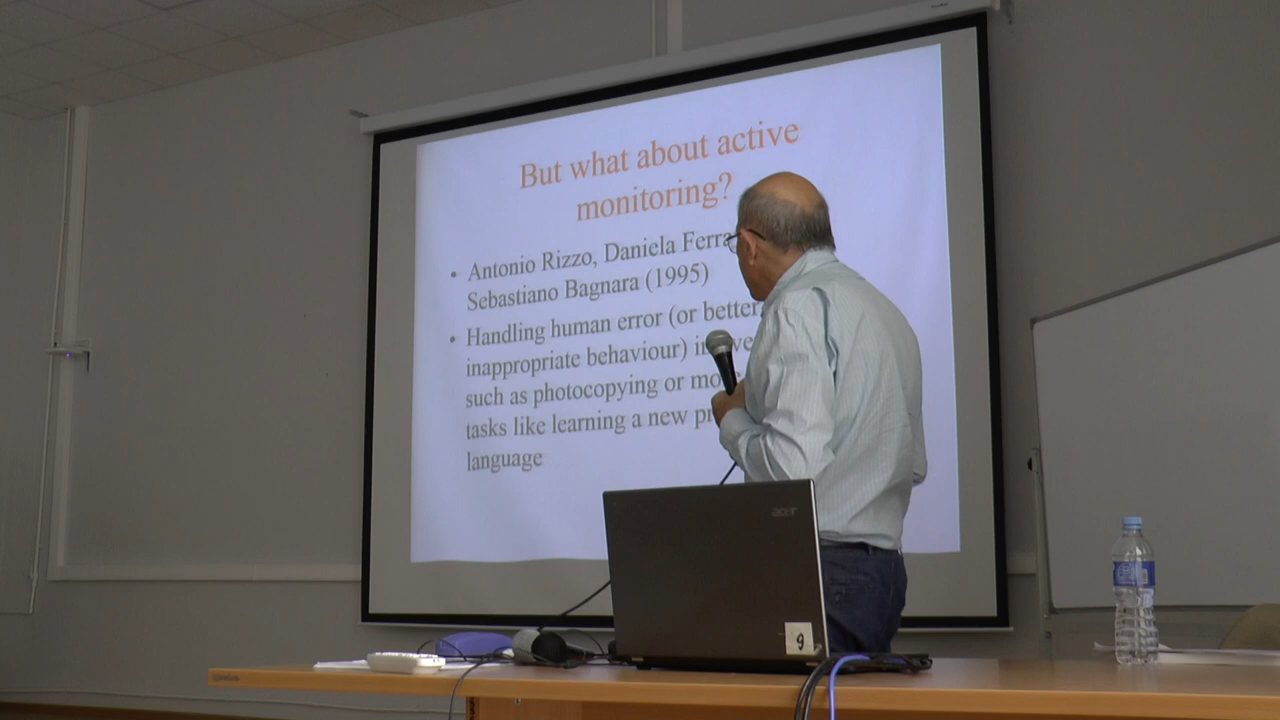 But what about active
monitoring?
• Antonio Rizzo, Daniela
Sebastiano Bagnara (1995)
• Handling human error (or better,
inappropriate behaviour)
such as photocopying or
tasks like learning a new
language
acer
9